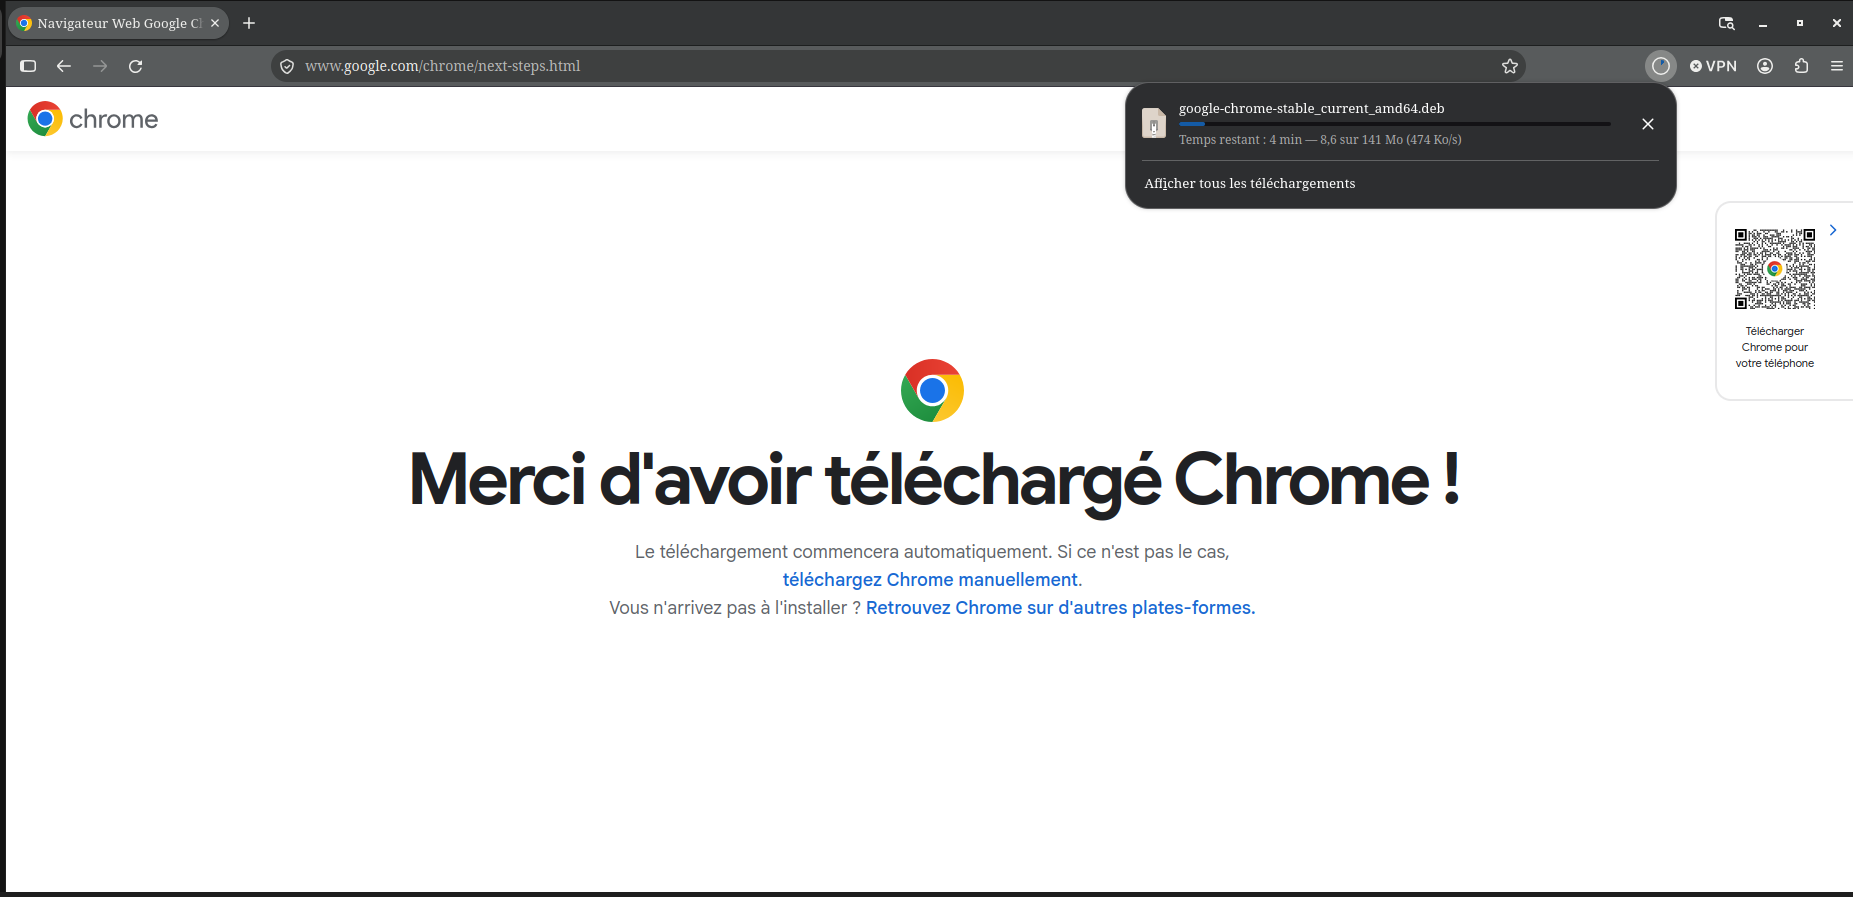 Navigateur Web Google C
www.google.com/chrome/next-steps.html
VPN
chrome
google-chrome-stable_current_amd64.deb
Temps restant : 4 min — 8,6 sur 141 Mo (474 Ko/s)
Afficher tous les téléchargements
Télécharger
Chrome pour
votre téléphone
Merci d'avoir téléchargé Chrome !
Le téléchargement commencera automatiquement. Si ce n'est pas le cas,
téléchargez Chrome manuellement.
Vous n'arrivez pas à l'installer ? Retrouvez Chrome sur d'autres plates-formes.